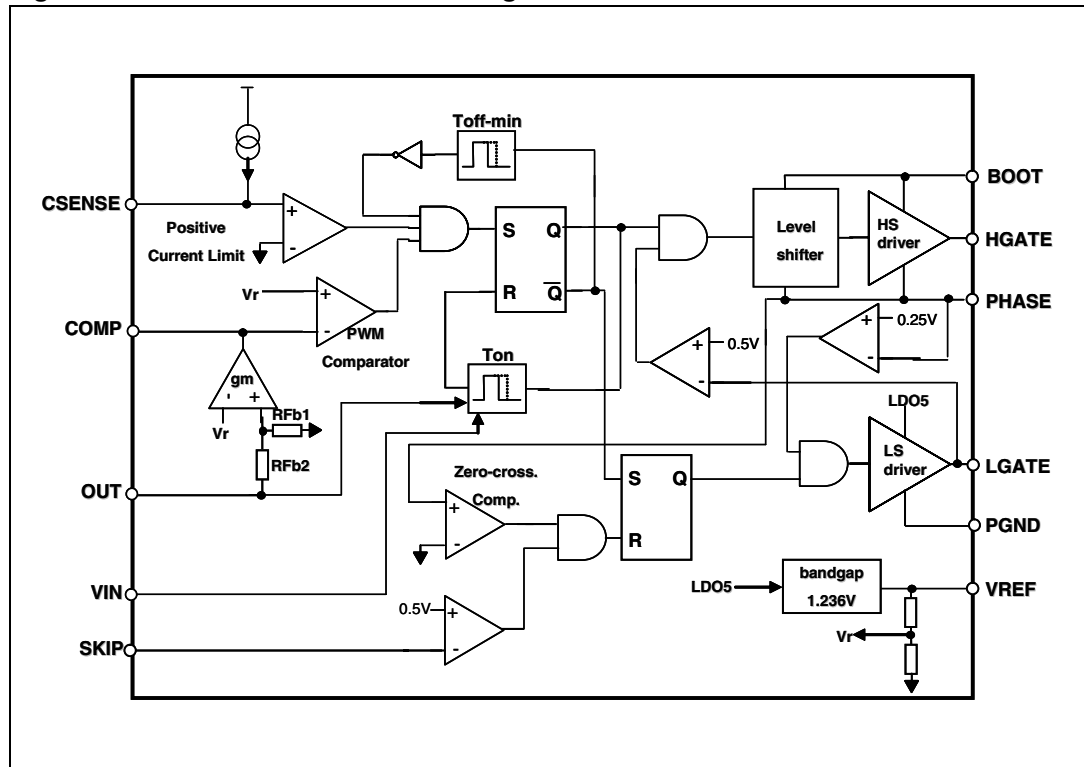 Toff-min
BOOT
CSENSE
+
-
Positive
Current Limit
S
Q
R
Q
Level
shifter
HS
driver
HGATE
Vr
+
-
PHASE
COMP
PWM
Comparator
Ton
+
-
0.5V
+
-
0.25V
gm
-
+
Vr
RFb1
RFb2
LDO5
LS
driver
LGATE
Zero-cross.
Comp.
+
-
S
Q
R
OUT
PGND
VIN
LDO5
bandgap
1.236V
VREF
0.5V
+
-
Vr
SKIP